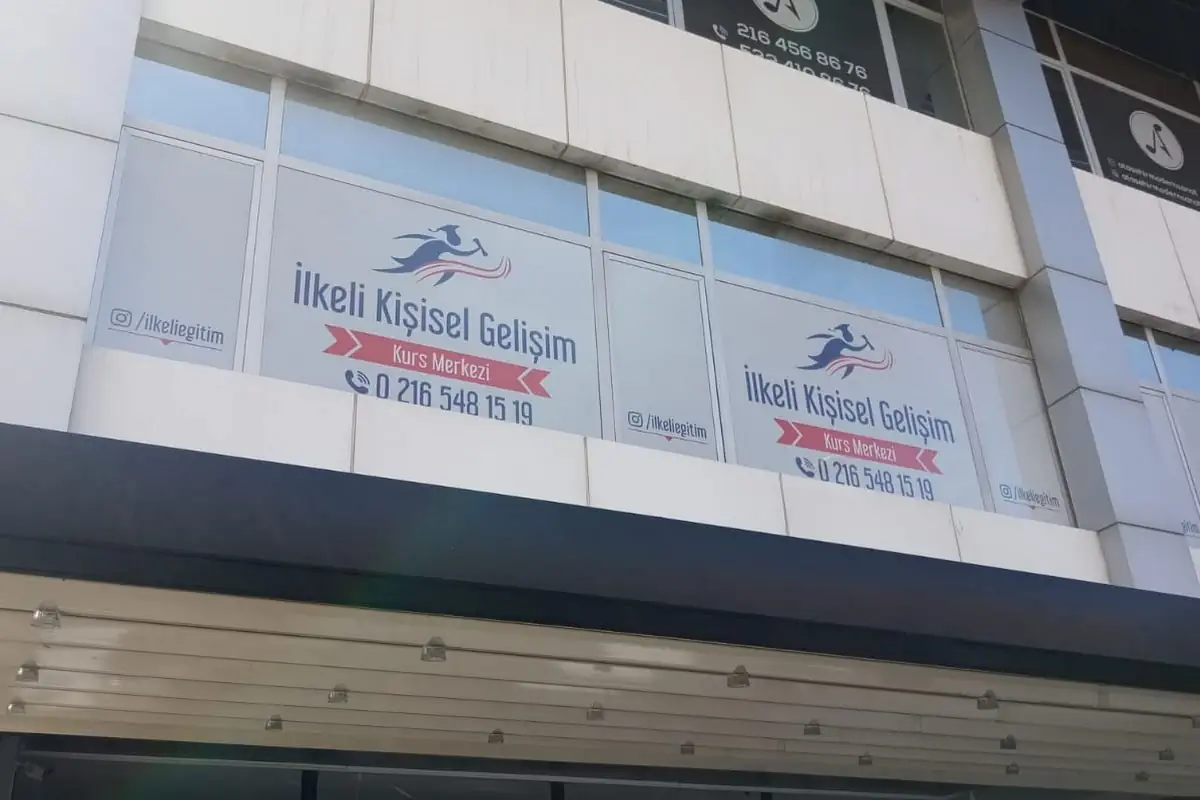 216 456 86 76
/ilkeliegitim
İlkeli Kişisel Gelişim
Kurs Merkezi
0 216 548 15 19
/ilkeliegitim
İlkeli Kişisel Gelişim
Kurs Merkezi
0 216 548 15 19
/ilkeliegitim